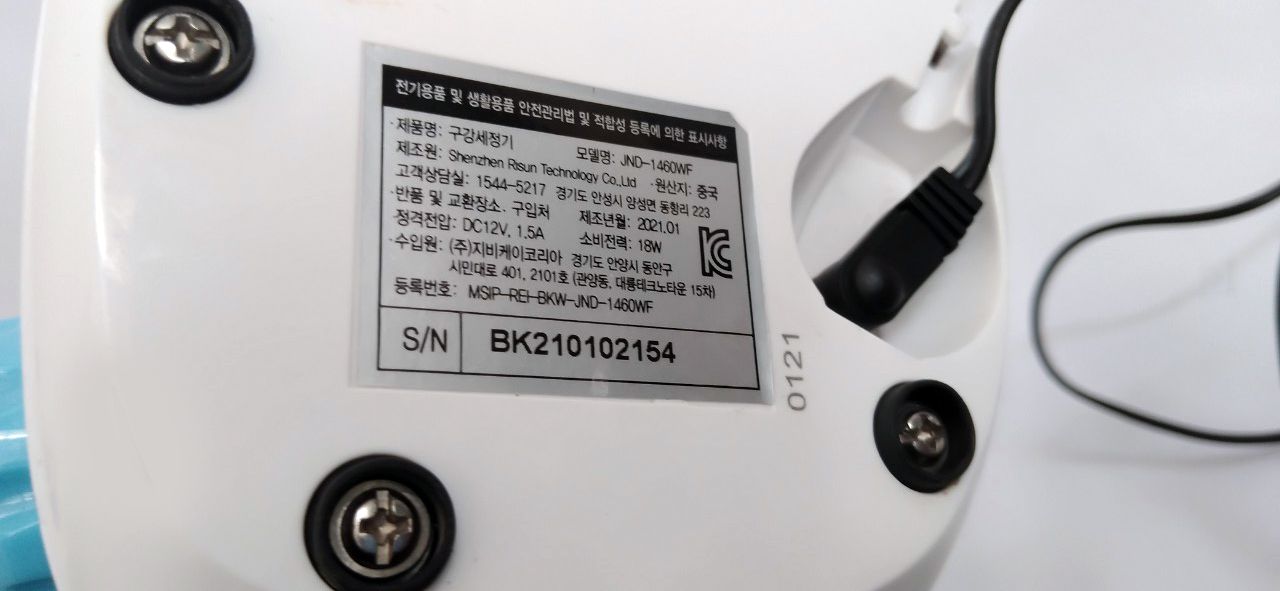 전기용품 및 생활용품 안전관리법 및 적합성 등록에 의한 표시사항
·제품명: 구강세정기 모델명: JND-1460WF
제조원: Shenzhen Risun Technology Co.,Ltd ·원산지: 중국
고객상담실: 1544-5217 경기도 안성시 양성면 동항리 223
·반품 및 교환장소. 구입처 제조년월: 2021.01
·정격전압: DC12V, 1.5A 소비전력: 18W
·수입원: (주)지비케이코리아 경기도 안양시 동안구
시민대로 401, 2101호 (관양동, 대륭테크노타운 15차)
등록번호: MSIP-REI-BKW-JND-1460WF
S/N BK210102154
0121